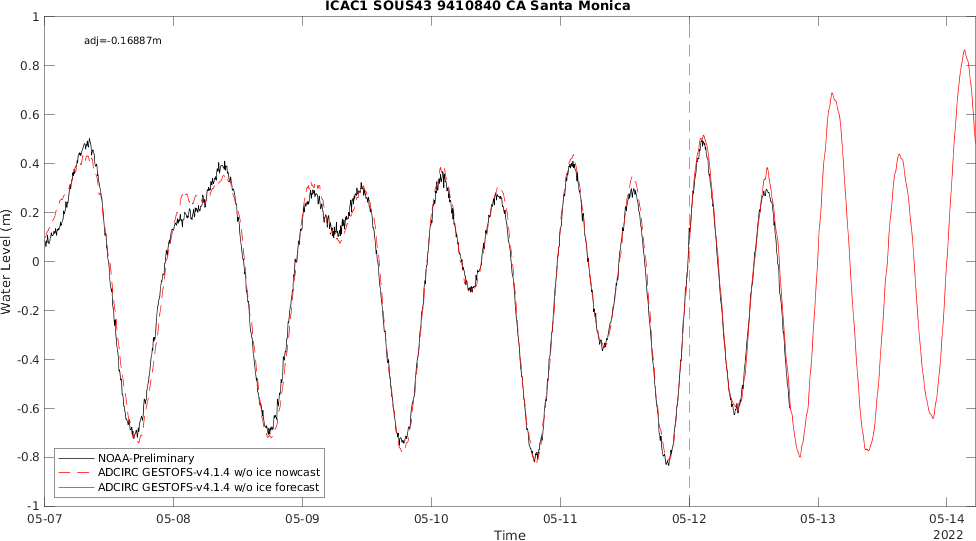 ICAC1 SOUS43 9410840 CA Santa Monica
adj=-0.16887m
1
0.8
0.6
0.4
0.2
0
-0.2
-0.4
-0.6
-0.8
-1
Water Level (m)
NOAA-Preliminary
ADCIRC GESTOFS-v4.1.4 w/o ice nowcast
ADCIRC GESTOFS-v4.1.4 w/o ice forecast
05-07 05-08 05-09 05-10 05-11 05-12 05-13 05-14
Time
2022